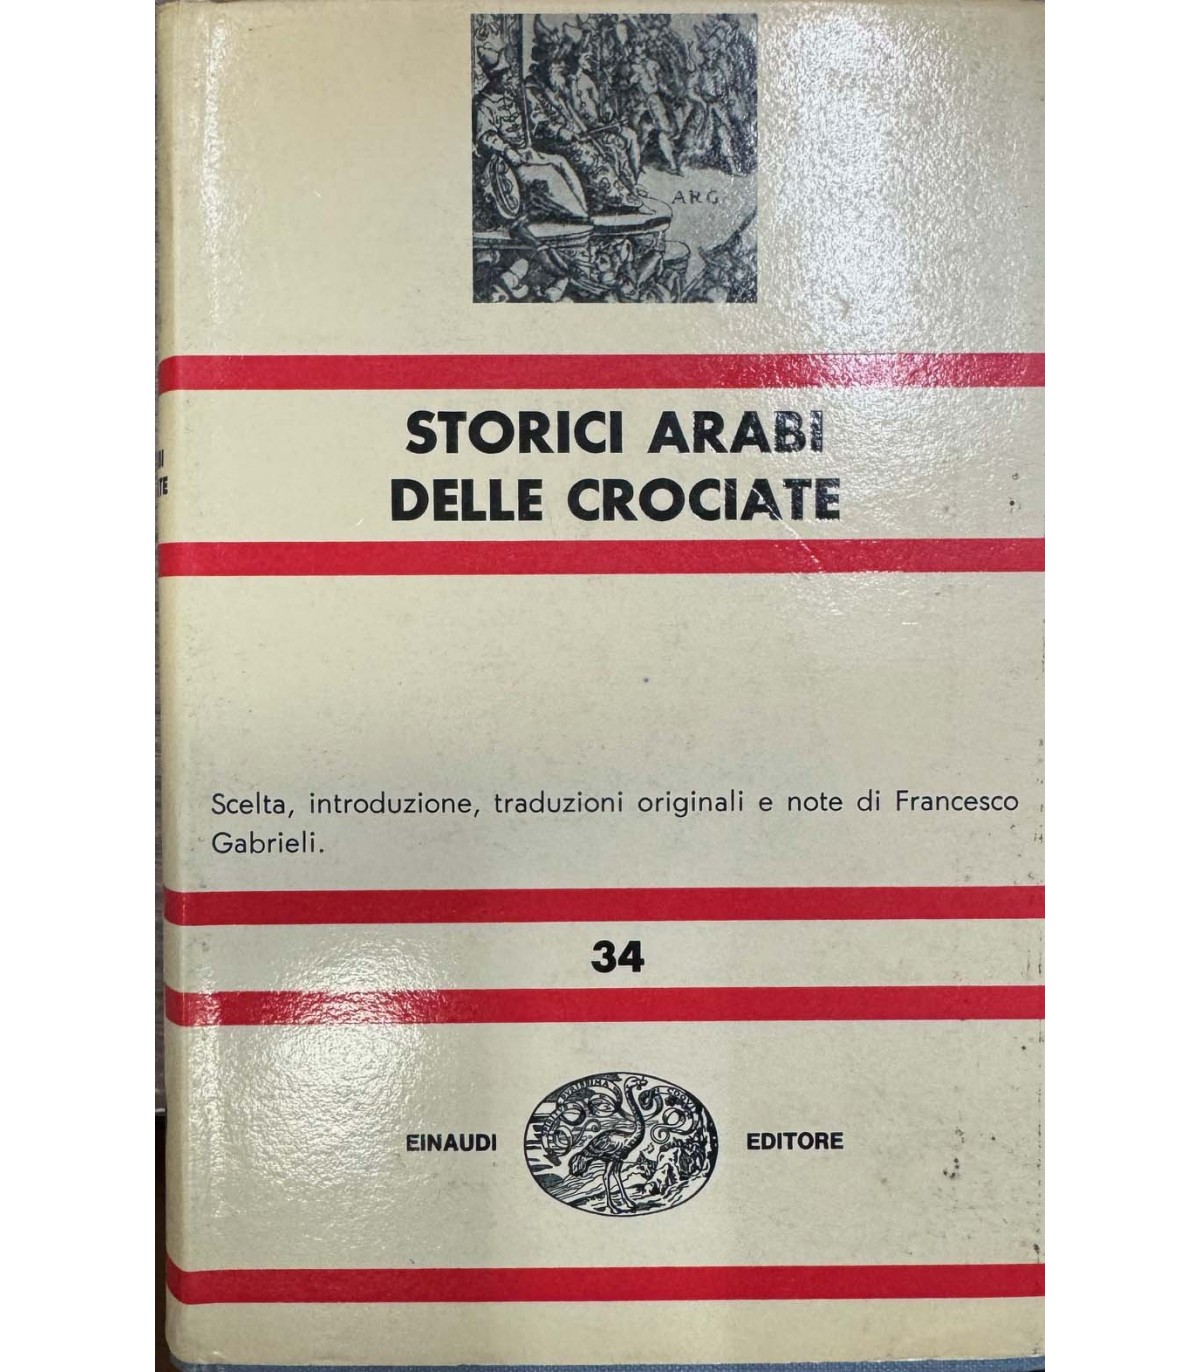 ARG
STORICI ARABI
DELLE CROCIATE
Scelta, introduzione, traduzioni originali e note di Francesco
Gabrieli.
34
EINAUDI
EDITORE